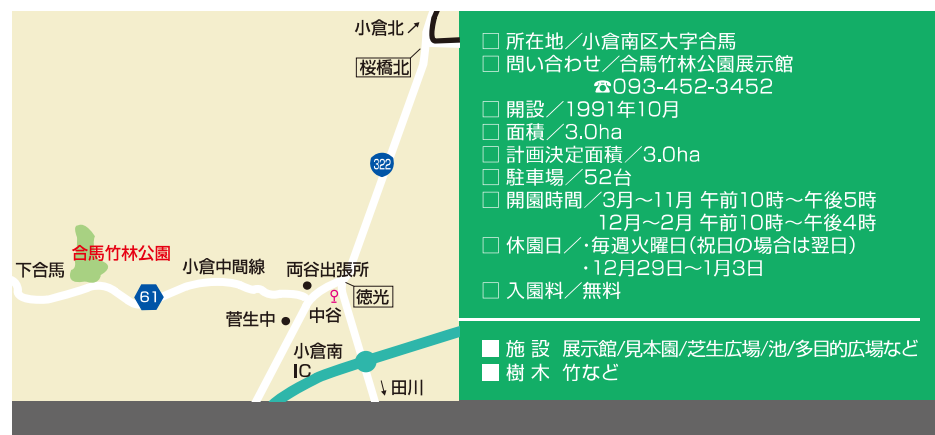 小倉北↗
桜橋北
322
合馬竹林公園
下合馬
小倉中間線
両谷出張所
61
徳光
菅生中
中谷
小倉南
IC
↘田川
□ 所在地／小倉南区大字合馬
□ 問い合わせ／合馬竹林公園展示館
☎093-452-3452
□ 開設／1991年10月
□ 面積／3.0ha
□ 計画決定面積／3.0ha
□ 駐車場／52台
□ 開園時間／3月～11月 午前10時～午後5時
12月～2月 午前10時～午後4時
□ 休園日／・毎週火曜日（祝日の場合は翌日）
・12月29日～1月3日
□ 入園料／無料
■ 施 設 展示館/見本園/芝生広場/池/多目的広場など
■ 樹 木 竹など